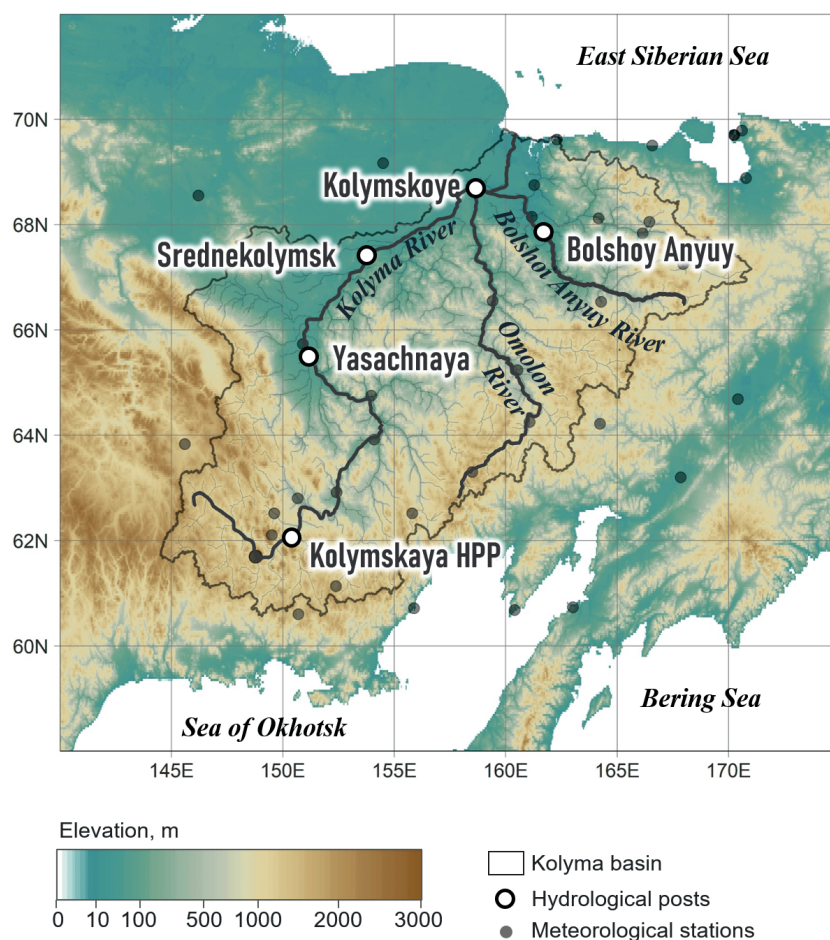 East Siberian Sea
70N
Kolymskoye
68N
Srednekolymsk
Kolyma River
Bolshoy Anyuy
Bolshoi Anyuy River
66N
Yasachnaya
Omolon
River
64N
62N
Kolymskaya HPP
60N
Bering Sea
Sea of Okhotsk
145E 150E 155E 160E 165E 170E
Elevation, m
0 10 100 500 1000 2000 3000
Kolyma basin
Hydrological posts
Meteorological stations